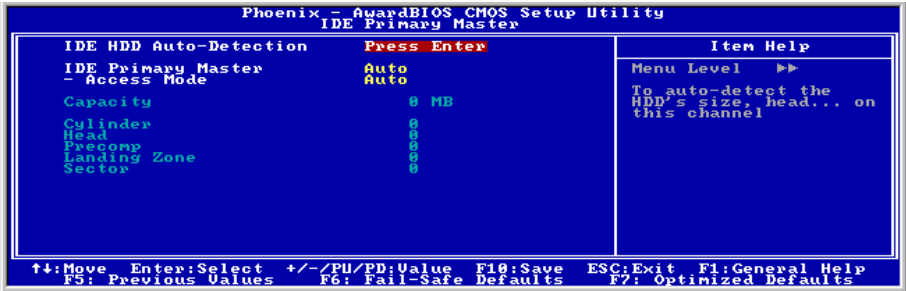 Phoenix - AwardBIOS CMOS Setup Utility
IDE Primary Master
IDE HDD Auto-Detection Press Enter
IDE Primary Master Auto
- Access Mode Auto
Capacity 0 MB
Cylinder 0
Head 0
Precomp 0
Landing Zone 0
Sector 0
Item Help
Menu Level ▶▶
To auto-detect the
HDD's size, head... on
this channel
↑↓:Move Enter:Select +/-/PU/PD:Value F10:Save ESC:Exit F1:General Help
F5: Previous Values F6: Fail-Safe Defaults F7: Optimized Defaults